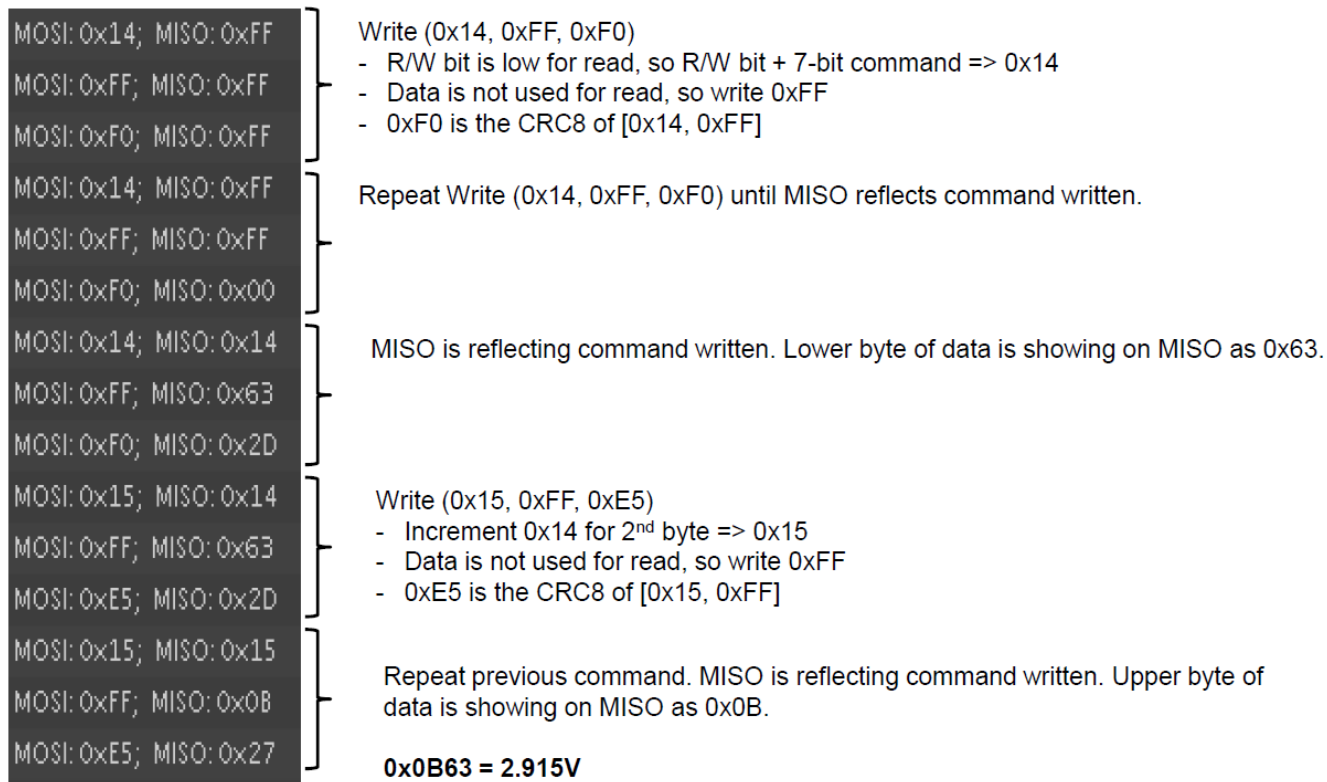 MOSI: 0x14; MISO: 0xFF
MOSI: 0xFF; MISO: 0xFF
MOSI: 0xF0; MISO: 0xFF
Write (0x14, 0xFF, 0xF0)
- R/W bit is low for read, so R/W bit + 7-bit command => 0x14
- Data is not used for read, so write 0xFF
- 0xF0 is the CRC8 of [0x14, 0xFF]
MOSI: 0x14; MISO: 0xFF
MOSI: 0xFF; MISO: 0xFF
MOSI: 0xF0; MISO: 0x00
Repeat Write (0x14, 0xFF, 0xF0) until MISO reflects command written.
MOSI: 0x14; MISO: 0x14
MOSI: 0xFF; MISO: 0x63
MOSI: 0xF0; MISO: 0x2D
MISO is reflecting command written. Lower byte of data is showing on MISO as 0x63.
MOSI: 0x15; MISO: 0x14
MOSI: 0xFF; MISO: 0x63
MOSI: 0xE5; MISO: 0x2D
Write (0x15, 0xFF, 0xE5)
- Increment 0x14 for 2nd byte => 0x15
- Data is not used for read, so write 0xFF
- 0xE5 is the CRC8 of [0x15, 0xFF]
MOSI: 0x15; MISO: 0x15
MOSI: 0xFF; MISO: 0x0B
MOSI: 0xE5; MISO: 0x27
Repeat previous command. MISO is reflecting command written. Upper byte of
data is showing on MISO as 0x0B.
0x0B63 = 2.915V